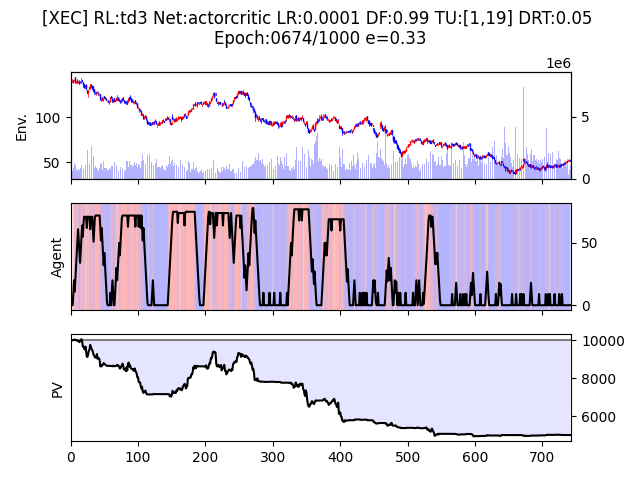 [XEC] RL:td3 Net:actorcritic LR:0.0001 DF:0.99 TU:[1,19] DRT:0.05
Epoch:0674/1000 e=0.33
1e6
Env.
100
50
5
0
Agent
50
0
PV
10000
8000
6000
0 100 200 300 400 500 600 700